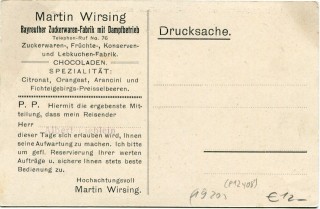 Martin Wirsing
Bayreuther Zuckerwaren-Fabrik mit Dampfbetrieb
Telephon-Ruf No. 76
Zuckerwaren-, Früchte-, Konserven-
und Lebkuchen-Fabrik.
CHOCOLADEN.
SPEZIALITÄT:
Citronat, Orangeat, Arancini und
Fichtelgebirgs-Preisselbeeren.
P. P. Hiermit die ergebenste Mit-
teilung, dass mein Reisender
Herr
dieser Tage sich erlauben wird, Ihnen
seine Aufwartung zu machen. Ich bitte
um gefl. Reservierung Ihrer werten
Aufträge u. sichere Ihnen stets beste
Bedienung zu.
Hochachtungsvoll
Martin Wirsing.
Drucksache.
€12—